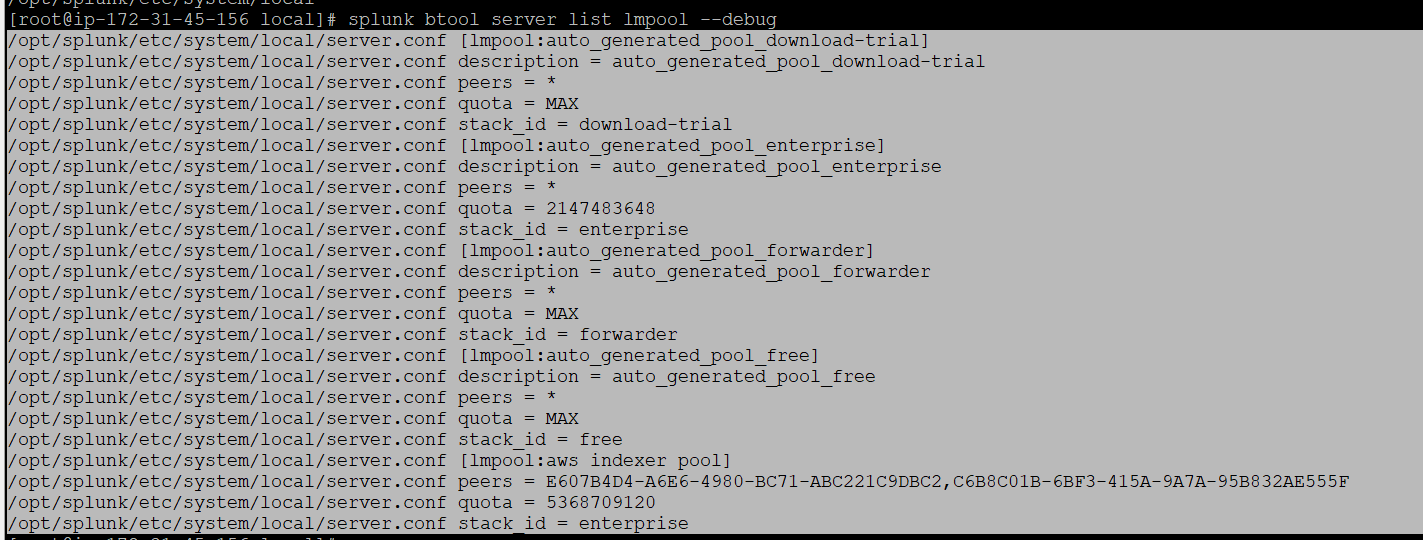 /opt/splunk/etc/system/local
[root@ip-172-31-45-156 local]# splunk btool server list lmpool --debug
/opt/splunk/etc/system/local/server.conf [lmpool:auto_generated_pool_download-trial]
/opt/splunk/etc/system/local/server.conf description = auto_generated_pool_download-trial
/opt/splunk/etc/system/local/server.conf peers = *
/opt/splunk/etc/system/local/server.conf quota = MAX
/opt/splunk/etc/system/local/server.conf stack_id = download-trial
/opt/splunk/etc/system/local/server.conf [lmpool:auto_generated_pool_enterprise]
/opt/splunk/etc/system/local/server.conf description = auto_generated_pool_enterprise
/opt/splunk/etc/system/local/server.conf peers = *
/opt/splunk/etc/system/local/server.conf quota = 2147483648
/opt/splunk/etc/system/local/server.conf stack_id = enterprise
/opt/splunk/etc/system/local/server.conf [lmpool:auto_generated_pool_forwarder]
/opt/splunk/etc/system/local/server.conf description = auto_generated_pool_forwarder
/opt/splunk/etc/system/local/server.conf peers = *
/opt/splunk/etc/system/local/server.conf quota = MAX
/opt/splunk/etc/system/local/server.conf stack_id = forwarder
/opt/splunk/etc/system/local/server.conf [lmpool:auto_generated_pool_free]
/opt/splunk/etc/system/local/server.conf description = auto_generated_pool_free
/opt/splunk/etc/system/local/server.conf peers = *
/opt/splunk/etc/system/local/server.conf quota = MAX
/opt/splunk/etc/system/local/server.conf stack_id = free
/opt/splunk/etc/system/local/server.conf [lmpool:aws indexer pool]
/opt/splunk/etc/system/local/server.conf peers = E607B4D4-A6E6-4980-BC71-ABC221C9DBC2,C6B8C01B-6BF3-415A-9A7A-95B832AE555F
/opt/splunk/etc/system/local/server.conf quota = 5368709120
/opt/splunk/etc/system/local/server.conf stack_id = enterprise